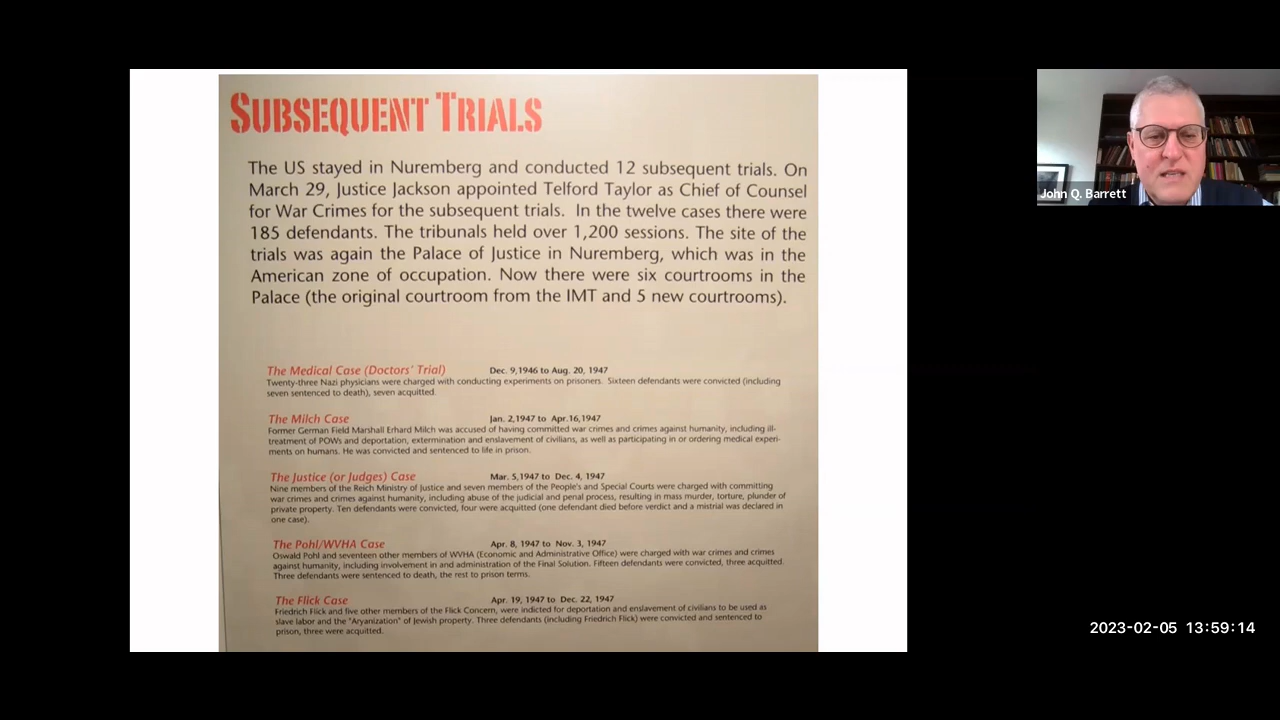 SUBSEQUENT TRIALS
The US stayed in Nuremberg and conducted 12 subsequent trials. On
March 29, Justice Jackson appointed Telford Taylor as Chief of Counsel
for War Crimes for the subsequent trials. In the twelve cases there were
185 defendants. The tribunals held over 1,200 sessions. The site of the
trials was again the Palace of Justice in Nuremberg, which was in the
American zone of occupation. Now there were six courtrooms in the
Palace (the original courtroom from the IMT and 5 new courtrooms).
The Medical Case (Doctors' Trial) Dec. 9,1946 to Aug. 20, 1947
Twenty-three Nazi physicians were charged with conducting experiments on prisoners. Sixteen defendants were convicted (including
seven sentenced to death), seven acquitted.
The Milch Case Jan. 2,1947 to Apr.16,1947
Former German Field Marshall Erhard Milch was accused of having committed war crimes and crimes against humanity, including ill-
treatment of POWs and deportation, extermination and enslavement of civilians, as well as participating in or ordering medical experi-
ments on humans. He was convicted and sentenced to life in prison.
The Justice (or Judges) Case Mar. 5,1947 to Dec. 4, 1947
Nine members of the Reich Ministry of Justice and seven members of the People's and Special Courts were charged with committing
war crimes and crimes against humanity, including abuse of the judicial and penal process, resulting in mass murder, torture, plunder of
private property. Ten defendants were convicted, four were acquitted (one defendant died before verdict and a mistrial was declared in
one case).
The Pohl/WVHA Case Apr. 8, 1947 to Nov. 3, 1947
Oswald Pohl and seventeen other members of WVHA (Economic and Administrative Office) were charged with war crimes and crimes
against humanity, including involvement in and administration of the Final Solution. Fifteen defendants were convicted, three acquitted.
Three defendants were sentenced to death, the rest to prison terms.
The Flick Case Apr. 19, 1947 to Dec. 22, 1947
Friedrich Flick and five other members of the Flick Concern, were indicted for deportation and enslavement of civilians to be used as
slave labor and the "Aryanization" of Jewish property. Three defendants (including Friedrich Flick) were convicted and sentenced to
prison, three were acquitted.
John Q. Barrett
2023-02-05 13:59:14